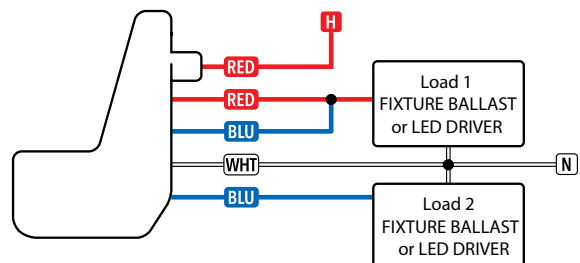 H
RED
RED
BLU
WHT
BLU
Load 1
FIXTURE BALLAST
or LED DRIVER
N
Load 2
FIXTURE BALLAST
or LED DRIVER